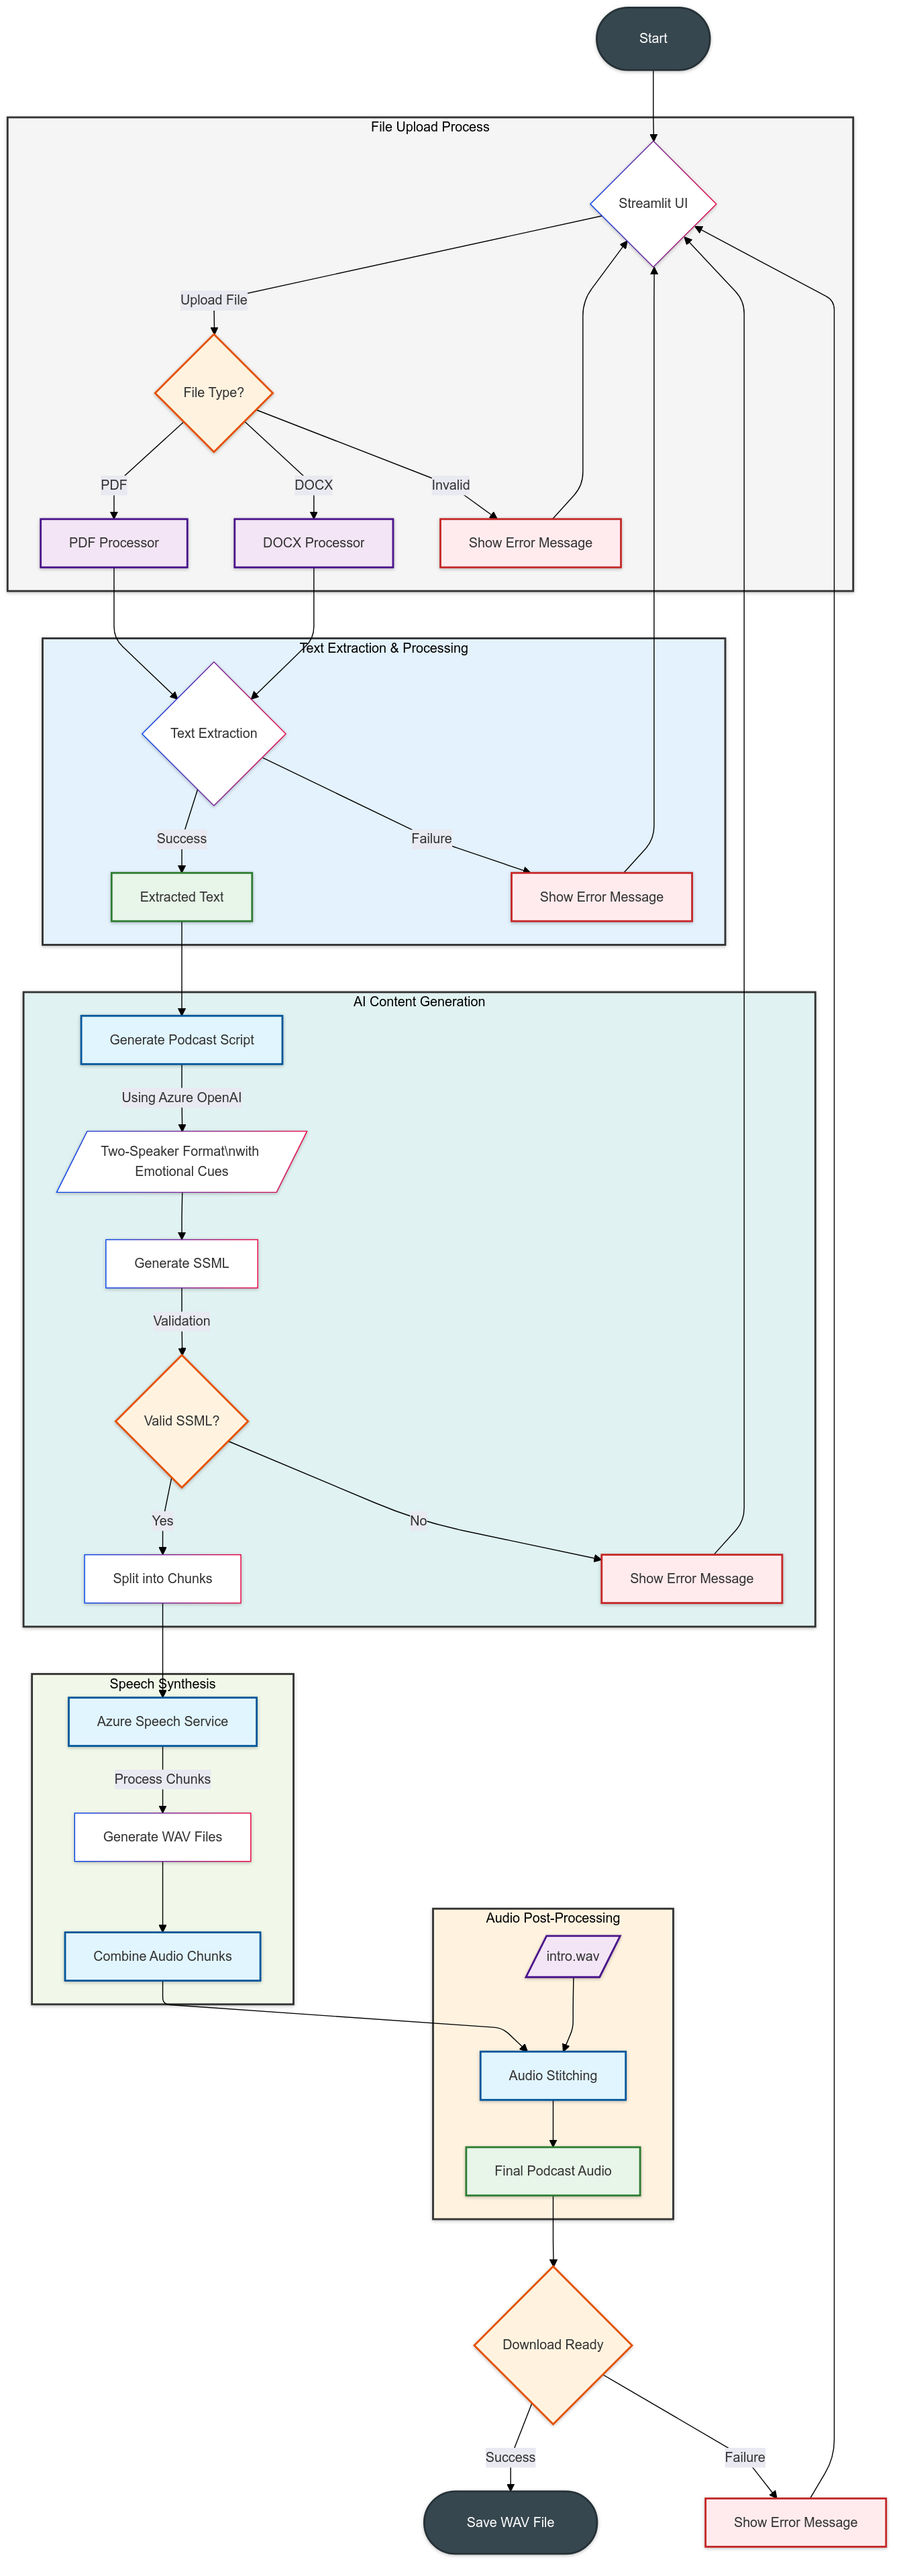 Start
File Upload Process
Streamlit UI
Upload File
File Type?
PDF
DOCX
Invalid
PDF Processor
DOCX Processor
Show Error Message
Text Extraction & Processing
Text Extraction
Success
Failure
Extracted Text
Show Error Message
AI Content Generation
Generate Podcast Script
Using Azure OpenAI
Two-Speaker Format\nwith
Emotional Cues
Generate SSML
Validation
Valid SSML?
Yes
No
Split into Chunks
Show Error Message
Speech Synthesis
Azure Speech Service
Process Chunks
Generate WAV Files
Combine Audio Chunks
Audio Post-Processing
intro.wav
Audio Stitching
Final Podcast Audio
Download Ready
Success
Failure
Save WAV File
Show Error Message